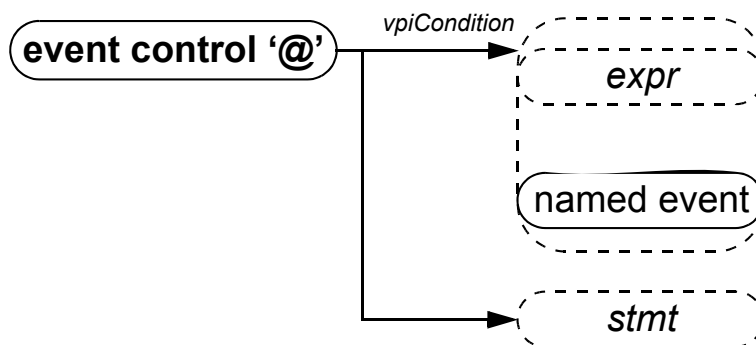 vpiCondition
event control ‘@’
expr
named event
stmt